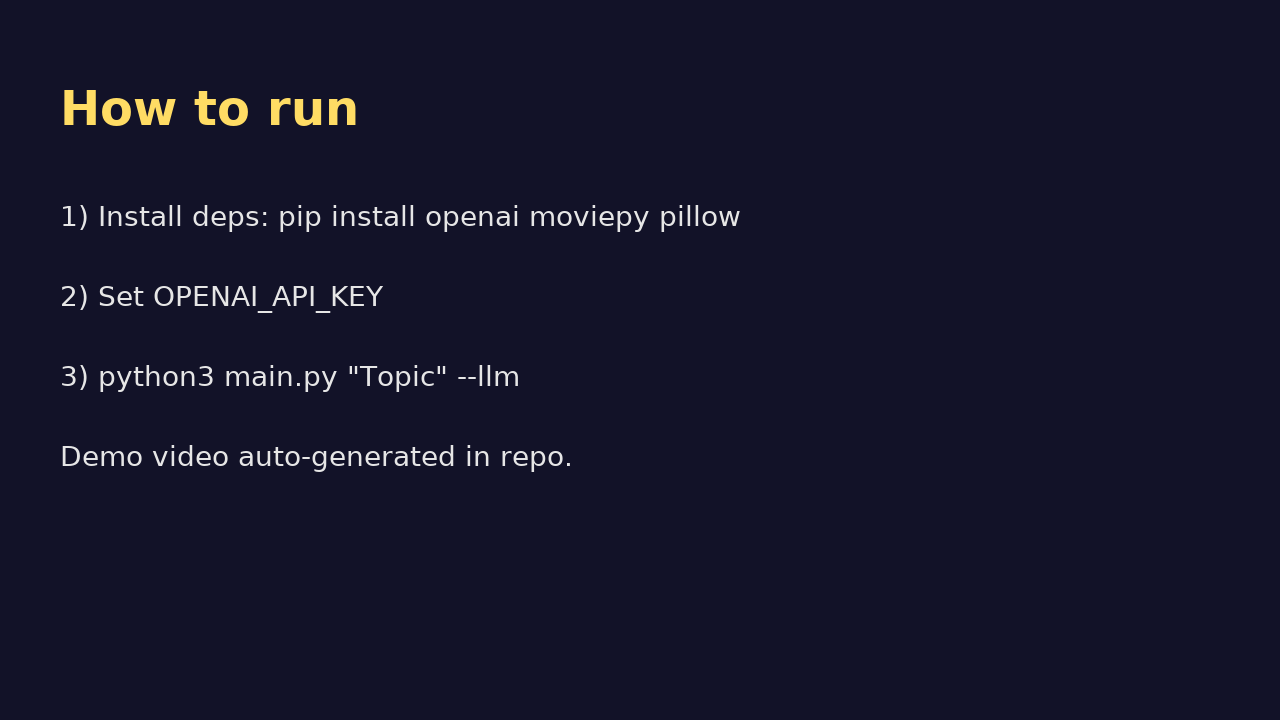 How to run
1) Install deps: pip install openai moviepy pillow
2) Set OPENAI_API_KEY
3) python3 main.py "Topic" --llm
Demo video auto-generated in repo.